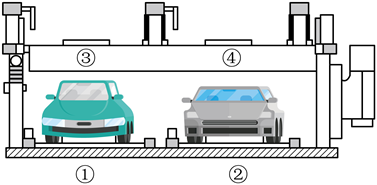 ③ ④
① ②